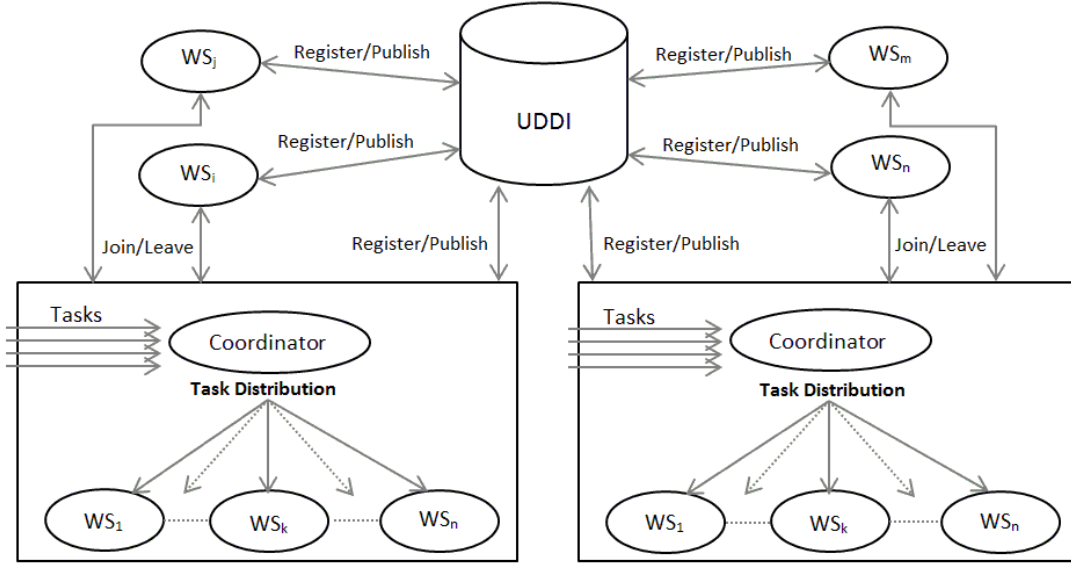 WSj
Register/Publish
Register/Publish
WSm
UDDI
WSi
Register/Publish
Register/Publish
WSn
Join/Leave
Register/Publish
Register/Publish
Join/Leave
Tasks
Coordinator
Task Distribution
WS1
WSk
WSn
Tasks
Coordinator
Task Distribution
WS1
WSk
WSn